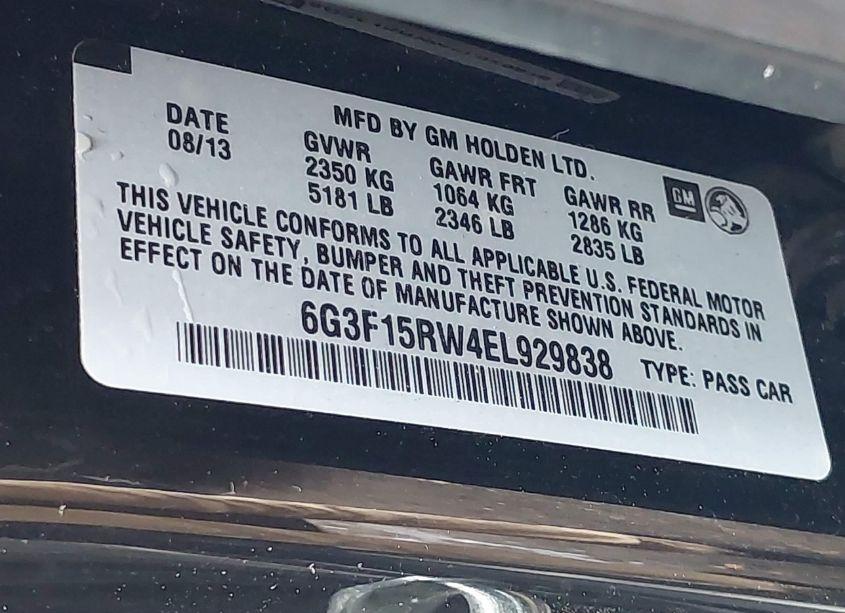 MFD BY GM HOLDEN LTD.
DATE
08/13
GVWR
2350 KG
5181 LB
GAWR FRT
1064 KG
2346 LB
GAWR RR
1286 KG
2835 LB
GM
THIS VEHICLE CONFORMS TO ALL APPLICABLE U.S. FEDERAL MOTOR
VEHICLE SAFETY, BUMPER AND THEFT PREVENTION STANDARDS IN
EFFECT ON THE DATE OF MANUFACTURE SHOWN ABOVE.
6G3F15RW4EL929838
TYPE: PASS CAR